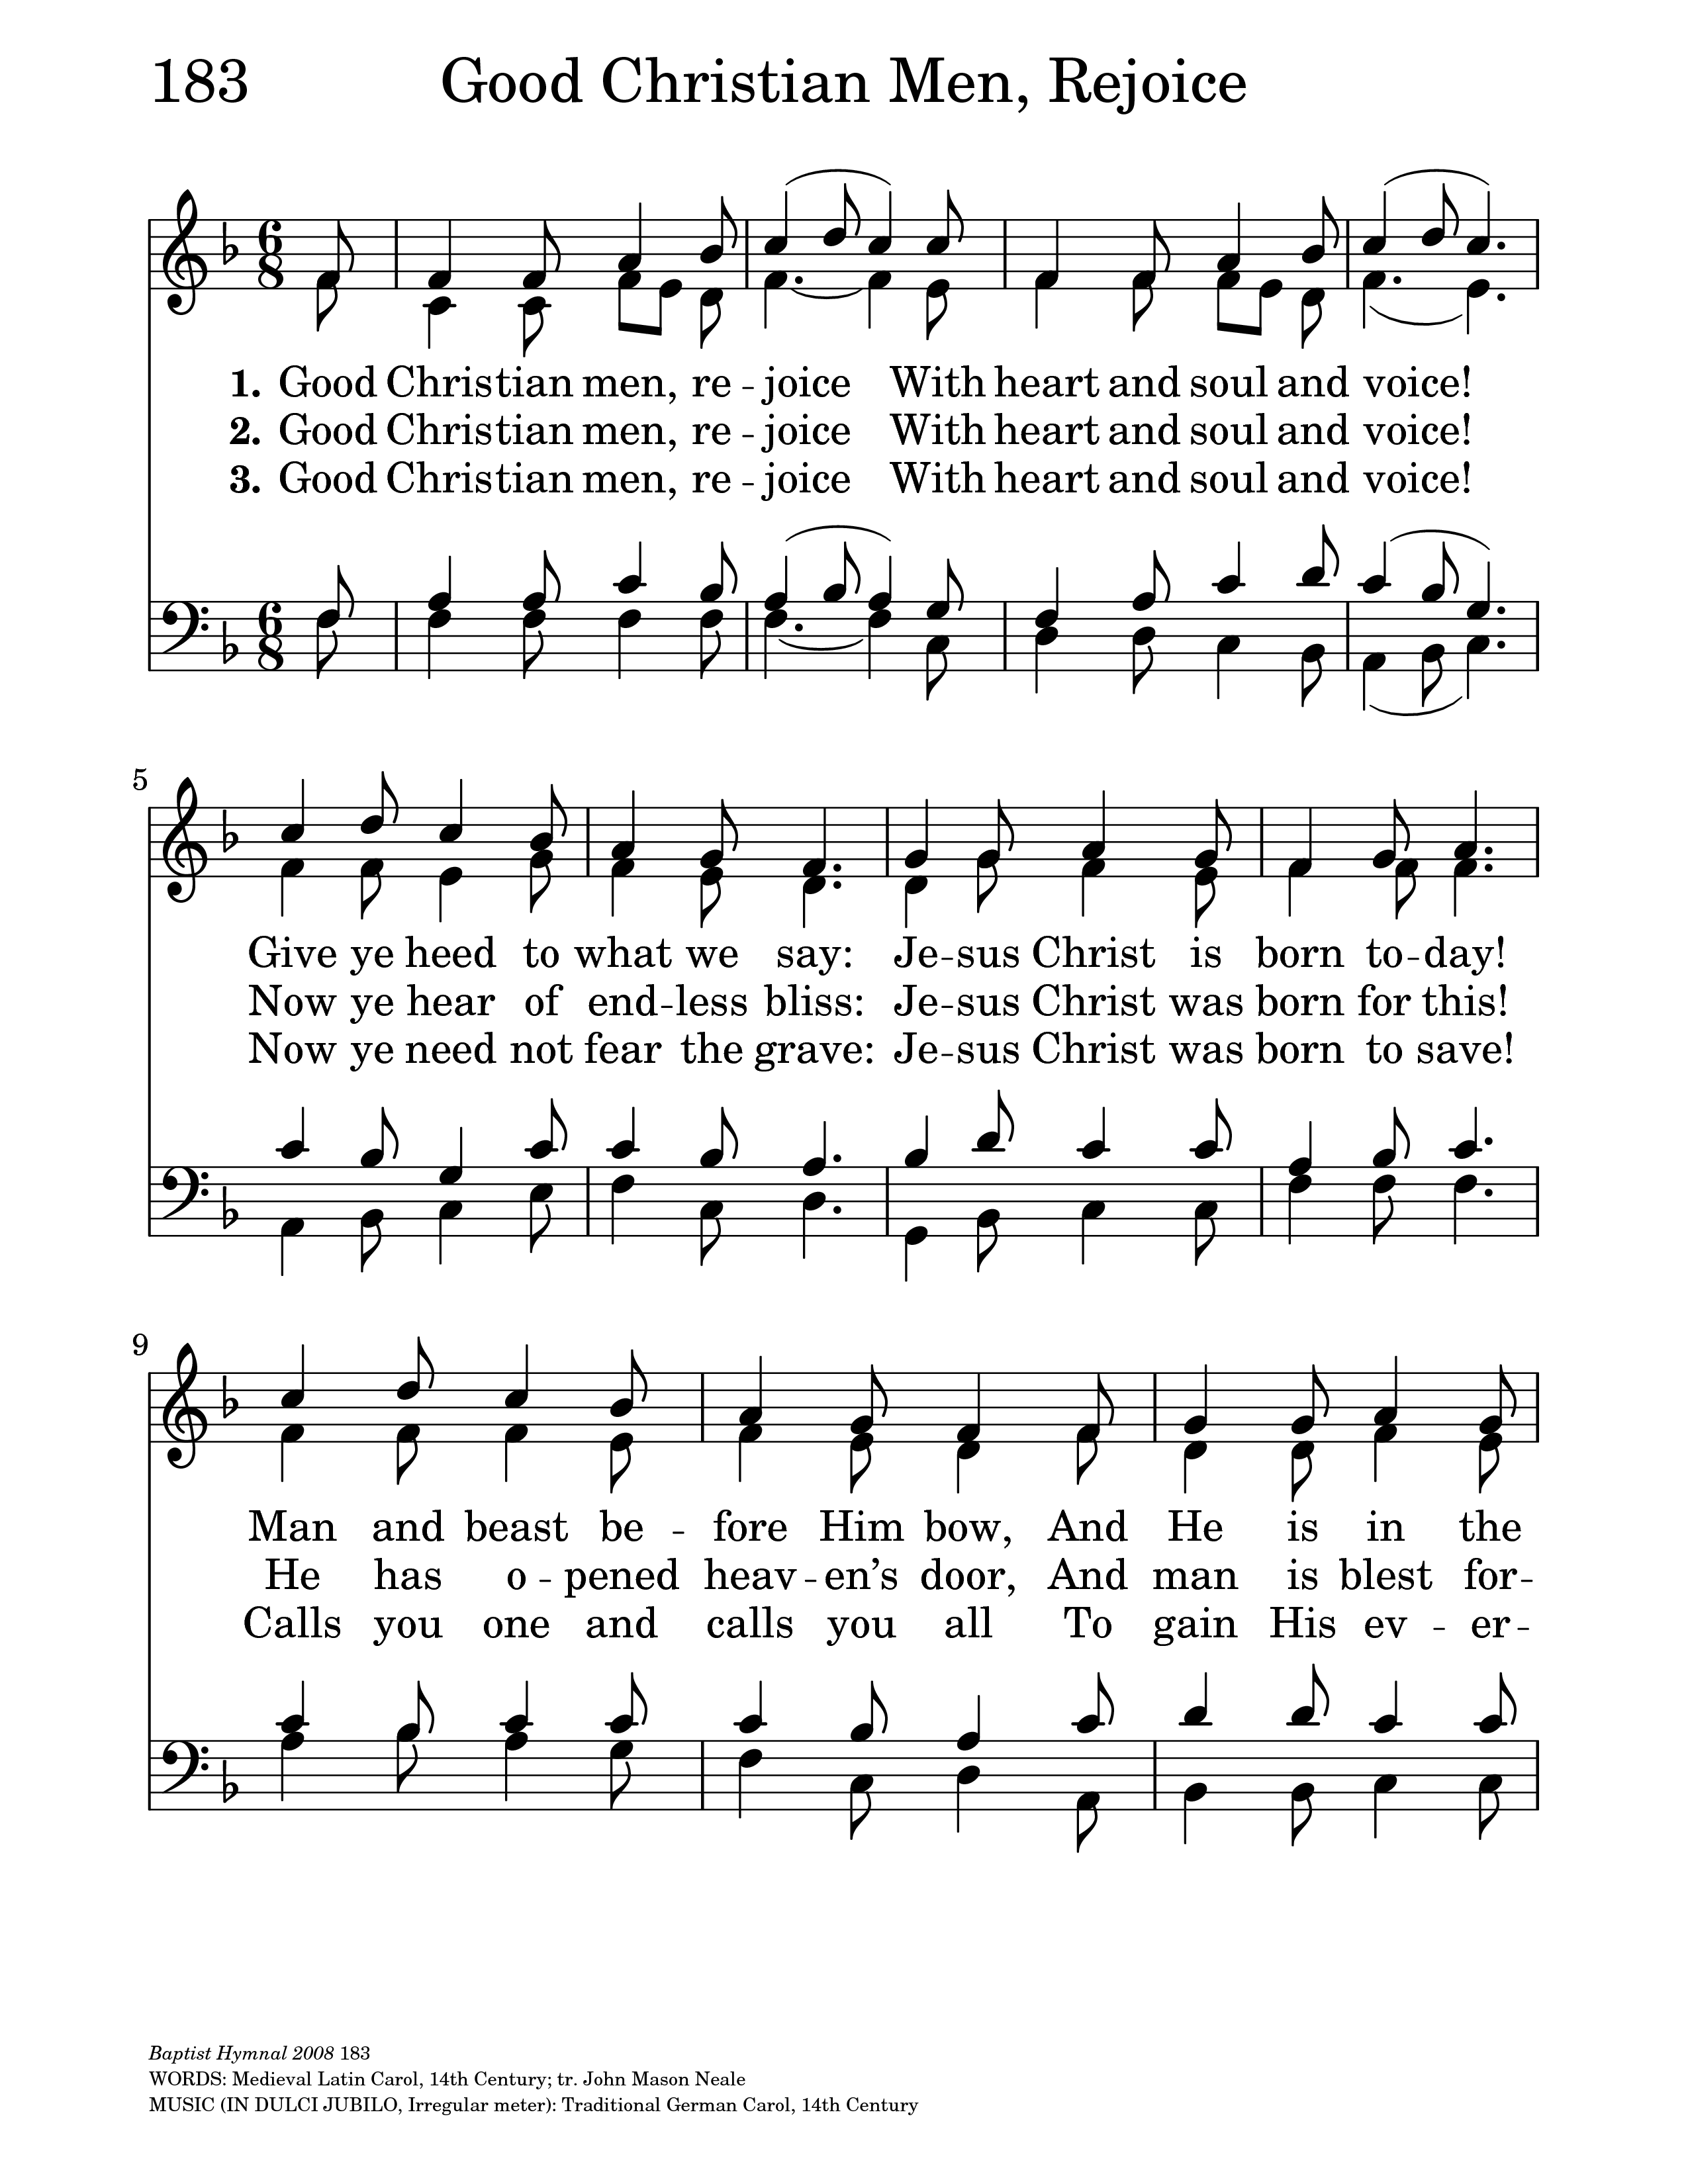 183 Good Christian Men, Rejoice
6
8
1. Good Christian men, re - joice With heart and soul and voice!
2. Good Christian men, re - joice With heart and soul and voice!
3. Good Christian men, re - joice With heart and soul and voice!
6
8
5
Give ye heed to what we say: Je - sus Christ is born to - day!
Now ye hear of end - less bliss: Je - sus Christ was born for this!
Now ye need not fear the grave: Je - sus Christ was born to save!
9
Man and beast be - fore Him bow, And He is in the
He has o - pened heav - en’s door, And man is blest for -
Calls you one and calls you all To gain His ev - er -
Baptist Hymnal 2008 183
WORDS: Medieval Latin Carol, 14th Century; tr. John Mason Neale
MUSIC (IN DULCI JUBILO, Irregular meter): Traditional German Carol, 14th Century